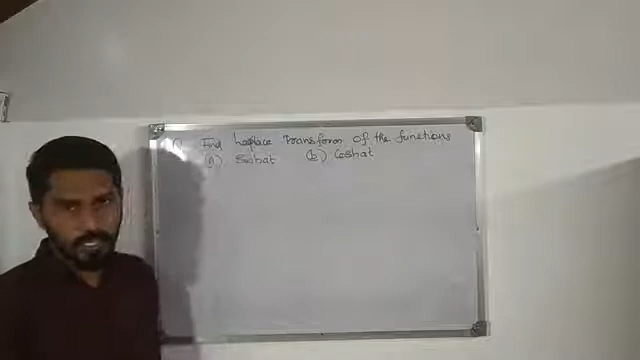 Q. Find Laplace Transform of the functions
(a) Sinhat (b) Coshat